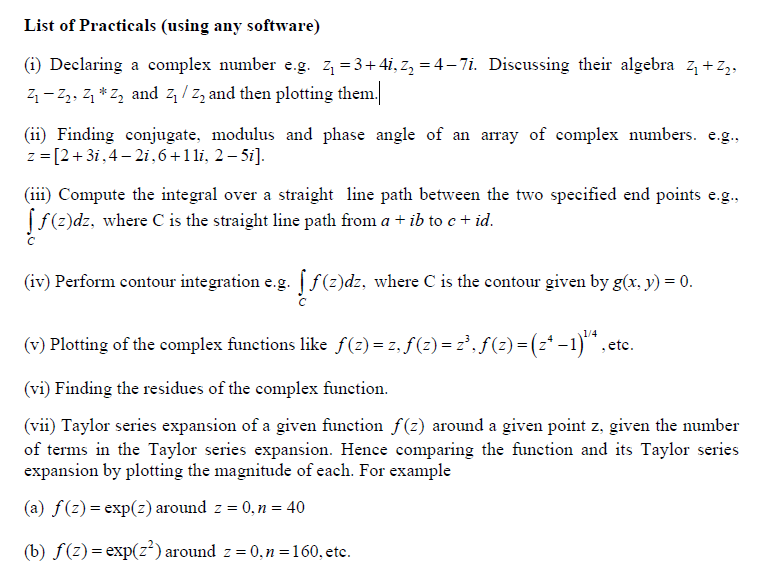 List of Practicals (using any software)
(i) Declaring a complex number e.g. z₁ = 3 + 4i, z₂ = 4 – 7i. Discussing their algebra z₁ + z₂,
z₁ – z₂, z₁ * z₂ and z₁ / z₂ and then plotting them.
(ii) Finding conjugate, modulus and phase angle of an array of complex numbers. e.g.,
z = [2 + 3i, 4 – 2i, 6 + 11i, 2 – 5i].
(iii) Compute the integral over a straight line path between the two specified end points e.g.,
∫_C f(z)dz, where C is the straight line path from a + ib to c + id.
(iv) Perform contour integration e.g. ∫_C f(z)dz, where C is the contour given by g(x, y) = 0.
(v) Plotting of the complex functions like f(z) = z, f(z) = z³, f(z) = (z⁴ – 1)^1/4, etc.
(vi) Finding the residues of the complex function.
(vii) Taylor series expansion of a given function f(z) around a given point z, given the number
of terms in the Taylor series expansion. Hence comparing the function and its Taylor series
expansion by plotting the magnitude of each. For example
(a) f(z) = exp(z) around z = 0, n = 40
(b) f(z) = exp(z²) around z = 0, n = 160, etc.